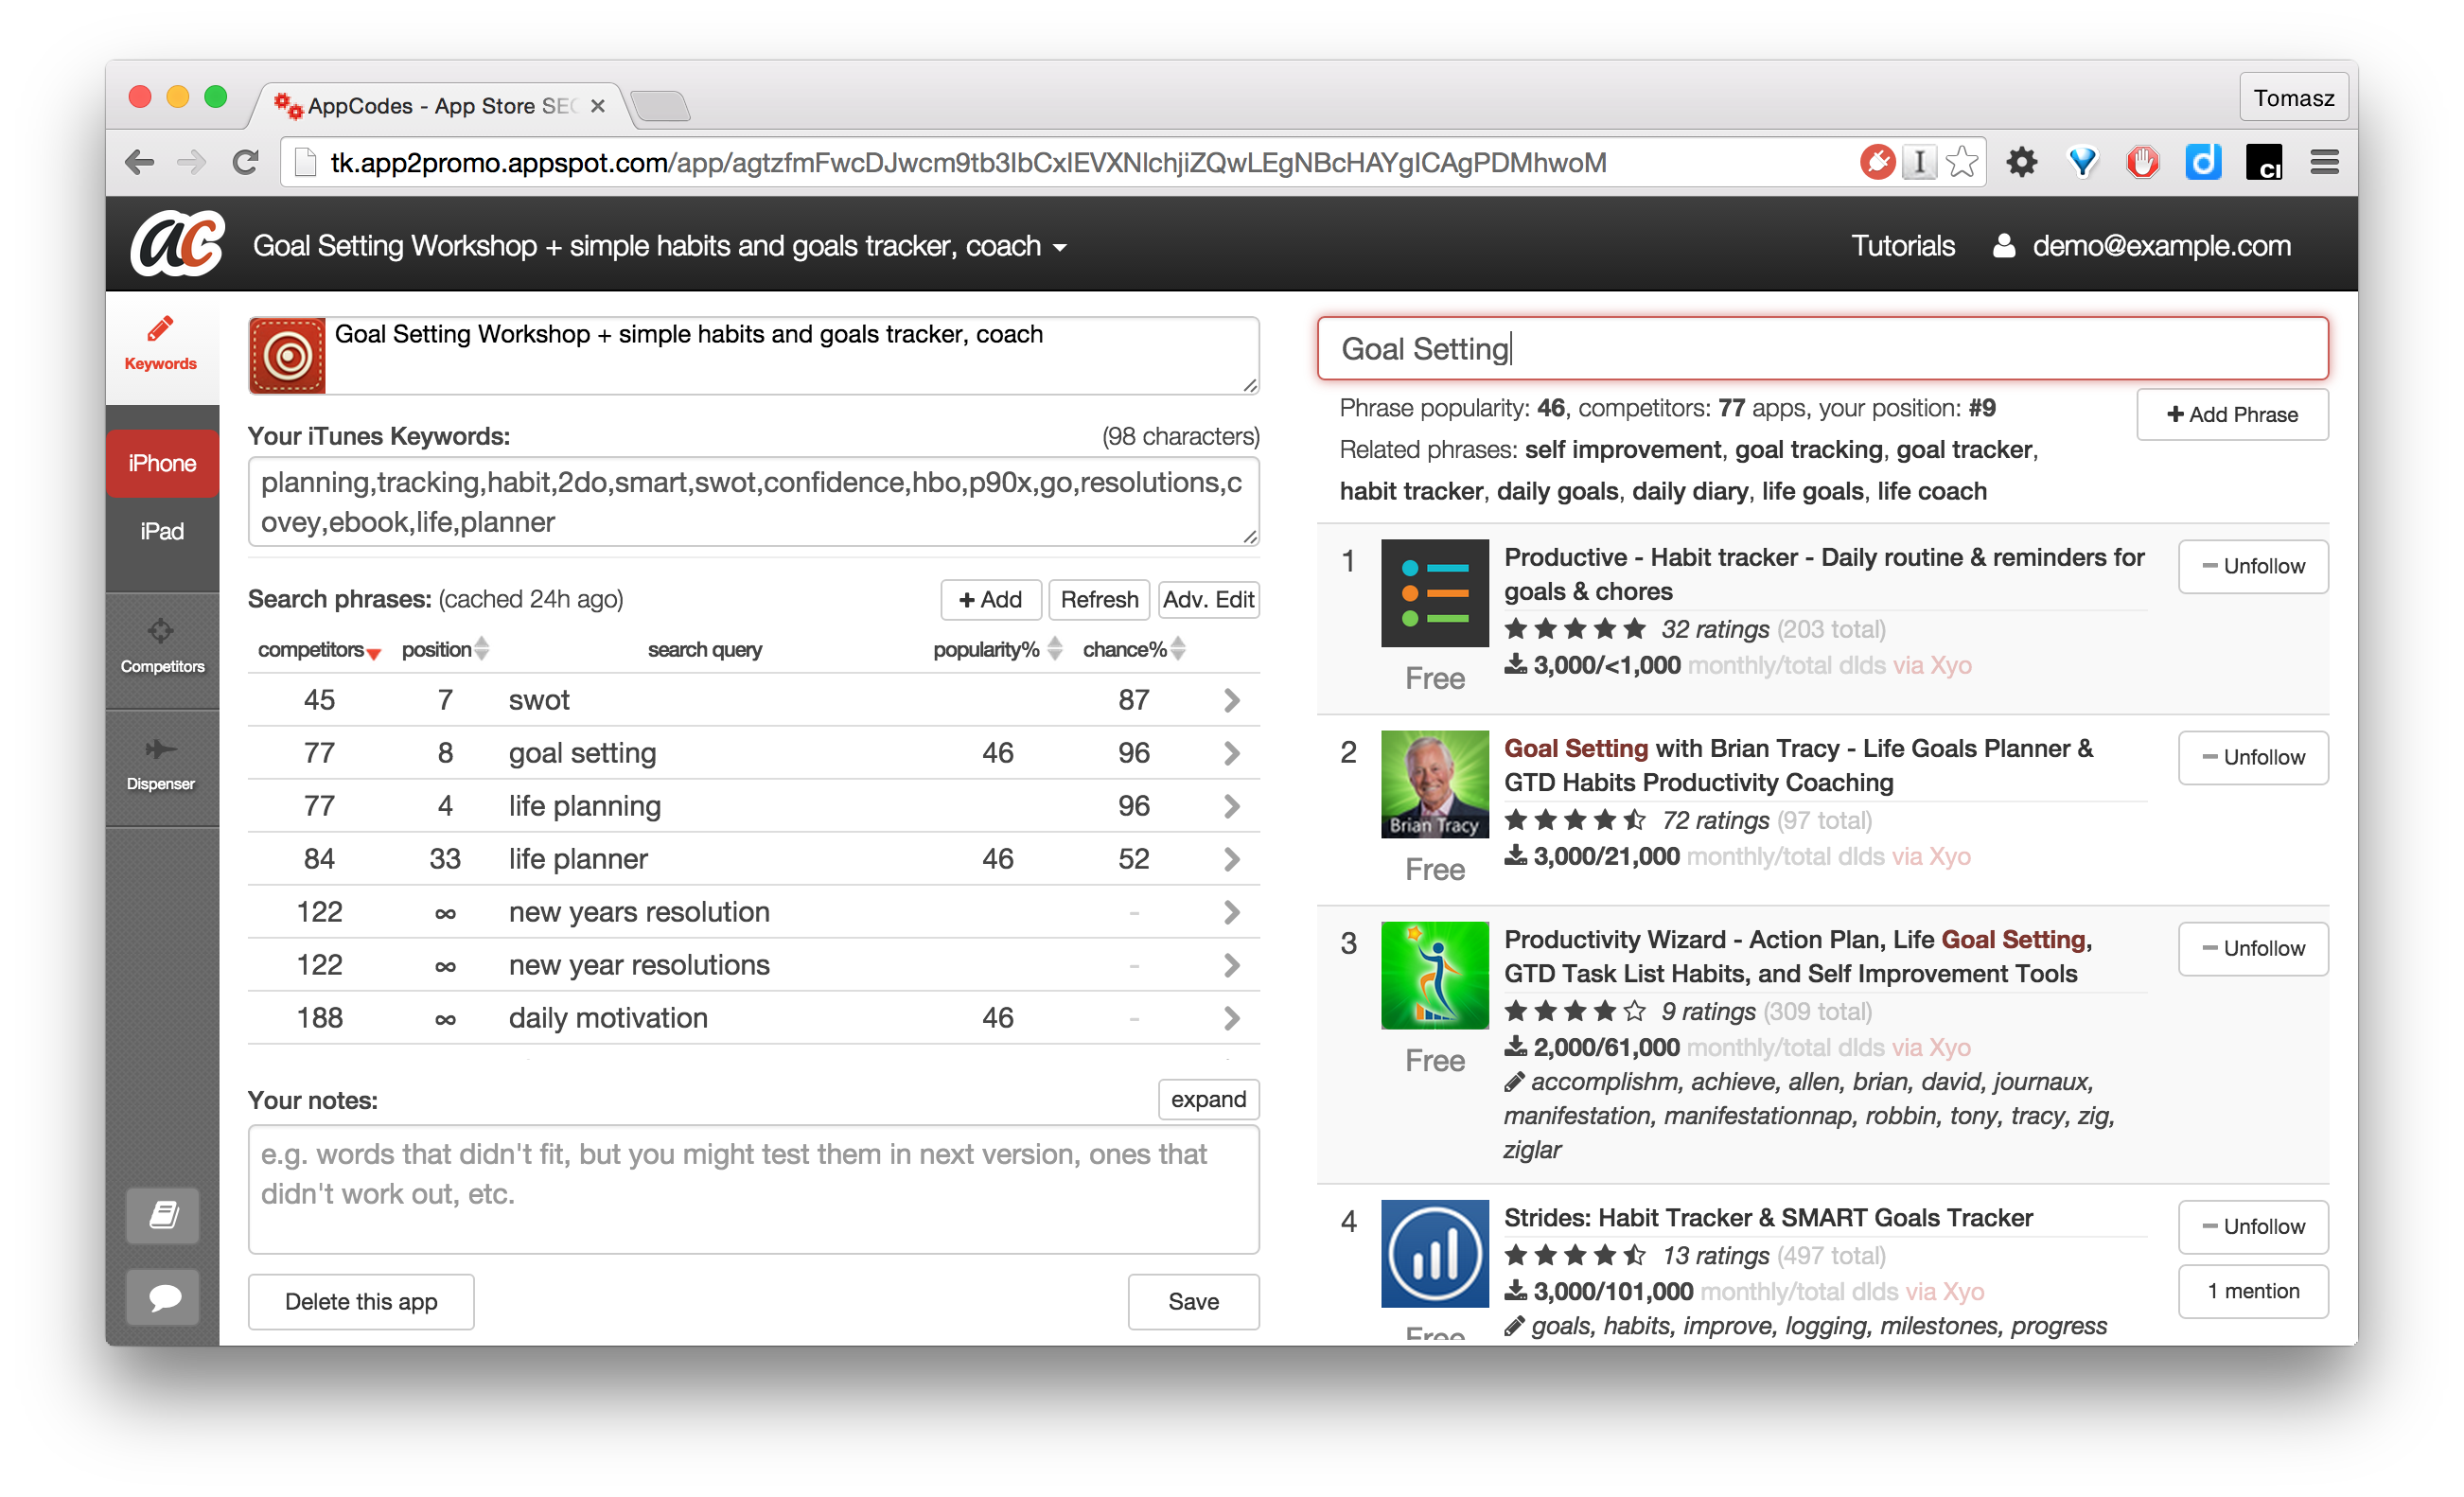 AppCodes - App Store SEO
Tomasz
tk.app2promo.appspot.com/app/agtzfmFwcDJwcm9tb3IbCxIEVXNlchjiZQwLEgNBcHAYgICAgPDMhwoM
ac
Goal Setting Workshop + simple habits and goals tracker, coach
Tutorials
demo@example.com
Keywords
iPhone
iPad
Competitors
Dispenser
Goal Setting Workshop + simple habits and goals tracker, coach
Your iTunes Keywords:
(98 characters)
planning,tracking,habit,2do,smart,swot,confidence,hbo,p90x,go,resolutions,c
ovey,ebook,life,planner
Search phrases: (cached 24h ago)
+ Add
Refresh
Adv. Edit
competitors position search query popularity% chance%
45 7 swot 87
77 8 goal setting 46 96
77 4 life planning 96
84 33 life planner 46 52
122 ∞ new years resolution -
122 ∞ new year resolutions -
188 ∞ daily motivation 46 -
Your notes:
expand
e.g. words that didn't fit, but you might test them in next version, ones that
didn't work out, etc.
Delete this app
Save
Goal Setting
Phrase popularity: 46, competitors: 77 apps, your position: #9
+ Add Phrase
Related phrases: self improvement, goal tracking, goal tracker,
habit tracker, daily goals, daily diary, life goals, life coach
1
Productive - Habit tracker - Daily routine & reminders for
goals & chores
32 ratings (203 total)
3,000/<1,000 monthly/total dlds via Xyo
Free
Unfollow
2
Brian Tracy
Goal Setting with Brian Tracy - Life Goals Planner &
GTD Habits Productivity Coaching
72 ratings (97 total)
3,000/21,000 monthly/total dlds via Xyo
Free
Unfollow
3
Productivity Wizard - Action Plan, Life Goal Setting,
GTD Task List Habits, and Self Improvement Tools
9 ratings (309 total)
2,000/61,000 monthly/total dlds via Xyo
Free
accomplishm, achieve, allen, brian, david, journaux,
manifestation, manifestationnap, robbin, tony, tracy, zig,
ziglar
Unfollow
4
Strides: Habit Tracker & SMART Goals Tracker
13 ratings (497 total)
3,000/101,000 monthly/total dlds via Xyo
Free
goals, habits, improve, logging, milestones, progress
Unfollow
1 mention